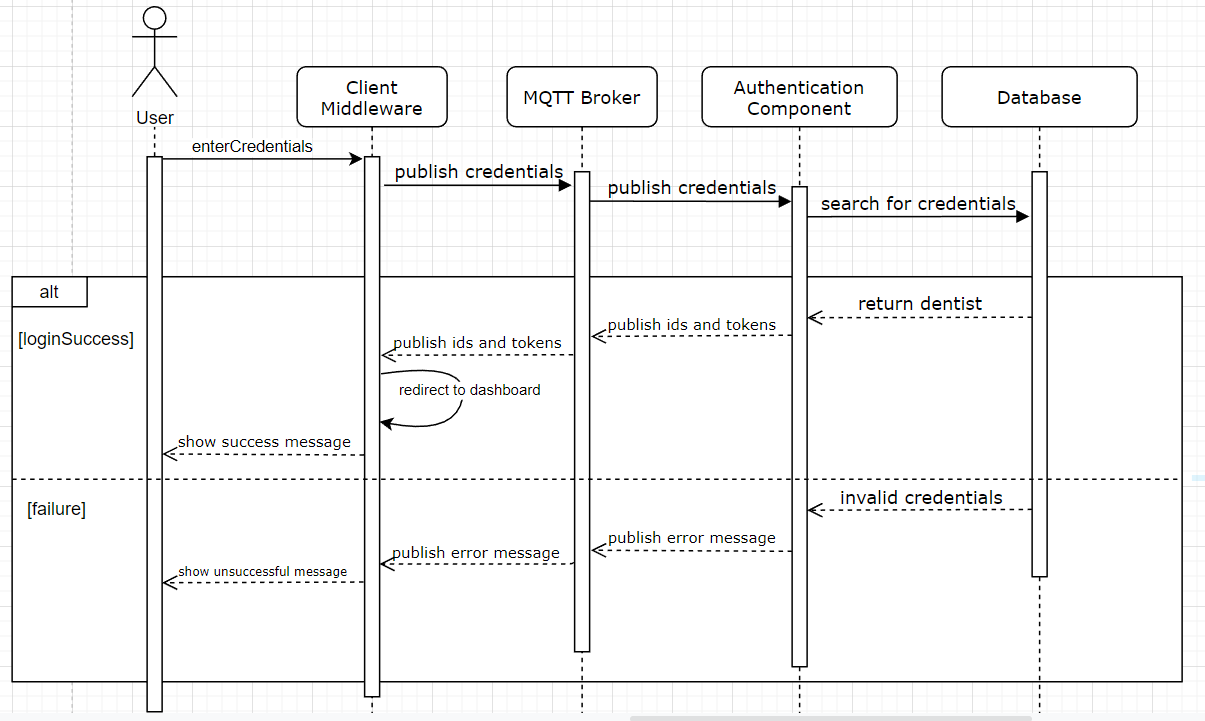 User
Client
Middleware
MQTT Broker
Authentication
Component
Database
enterCredentials
publish credentials
publish credentials
search for credentials
alt
[loginSuccess]
return dentist
publish ids and tokens
publish ids and tokens
redirect to dashboard
show success message
[failure]
invalid credentials
publish error message
publish error message
show unsuccessful message